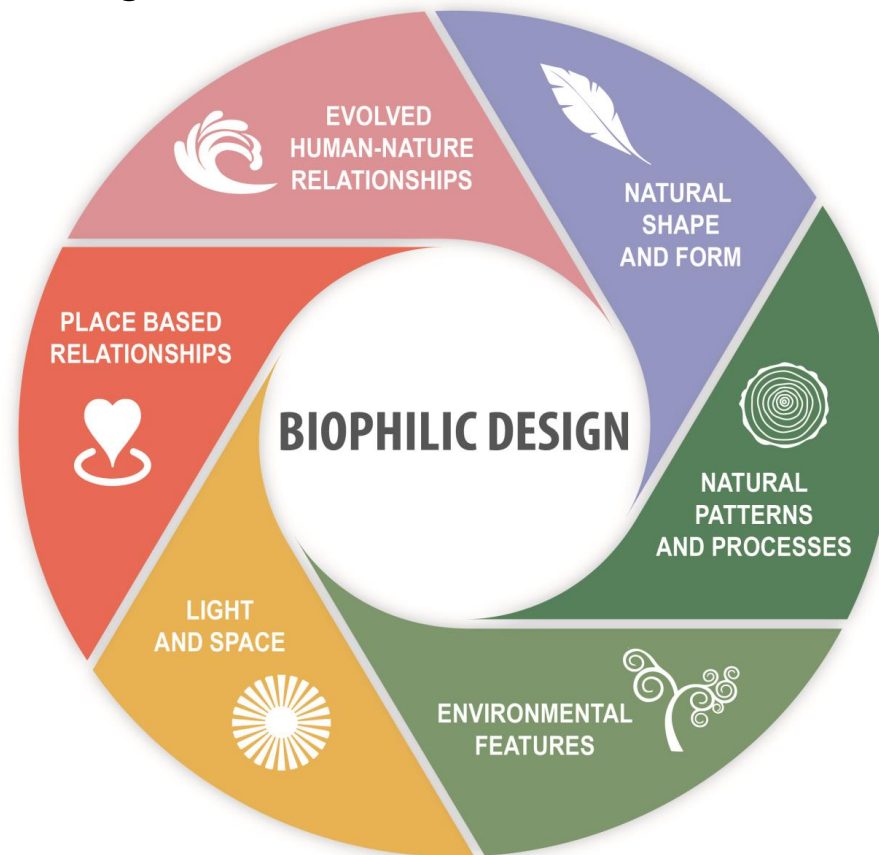 EVOLVED
HUMAN-NATURE
RELATIONSHIPS
NATURAL
SHAPE
AND FORM
PLACE BASED
RELATIONSHIPS
BIOPHILIC DESIGN
NATURAL
PATTERNS
AND PROCESSES
LIGHT
AND SPACE
ENVIRONMENTAL
FEATURES